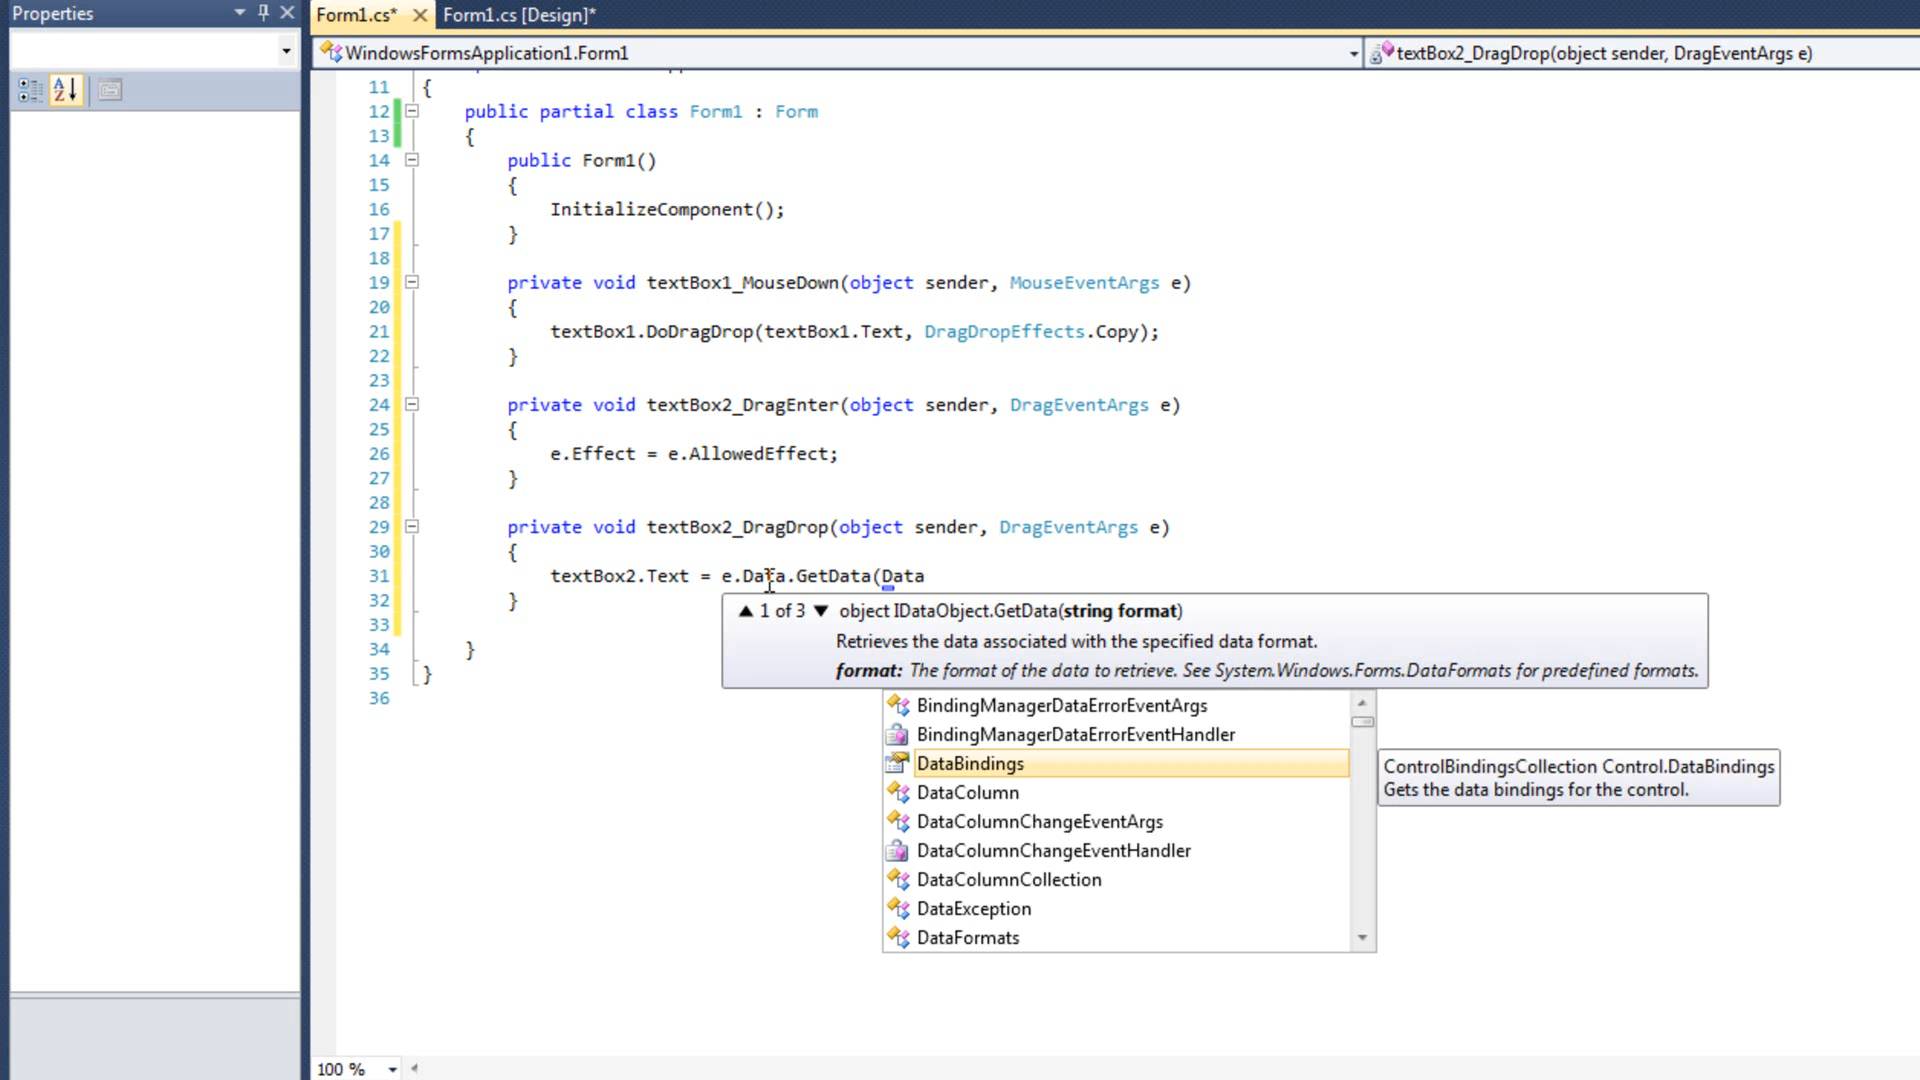 Properties
Form1.cs*
Form1.cs [Design]*
WindowsFormsApplication1.Form1
textBox2_DragDrop(object sender, DragEventArgs e)
A
Z
11 {
12 public partial class Form1 : Form
13 {
14 public Form1()
15 {
16 InitializeComponent();
17 }
18
19 private void textBox1_MouseDown(object sender, MouseEventArgs e)
20 {
21 textBox1.DoDragDrop(textBox1.Text, DragDropEffects.Copy);
22 }
23
24 private void textBox2_DragEnter(object sender, DragEventArgs e)
25 {
26 e.Effect = e.AllowedEffect;
27 }
28
29 private void textBox2_DragDrop(object sender, DragEventArgs e)
30 {
31 textBox2.Text = e.Data.GetData(Data
32 }
33
34 }
35 }
36
▲ 1 of 3 ▼ object IDataObject.GetData(string format)
Retrieves the data associated with the specified data format.
format: The format of the data to retrieve. See System.Windows.Forms.DataFormats for predefined formats.
BindingManagerDataErrorEventArgs
BindingManagerDataErrorEventHandler
DataBindings
DataColumn
DataColumnChangeEventArgs
DataColumnChangeEventHandler
DataColumnCollection
DataException
DataFormats
ControlBindingsCollection Control.DataBindings
Gets the data bindings for the control.
100 %